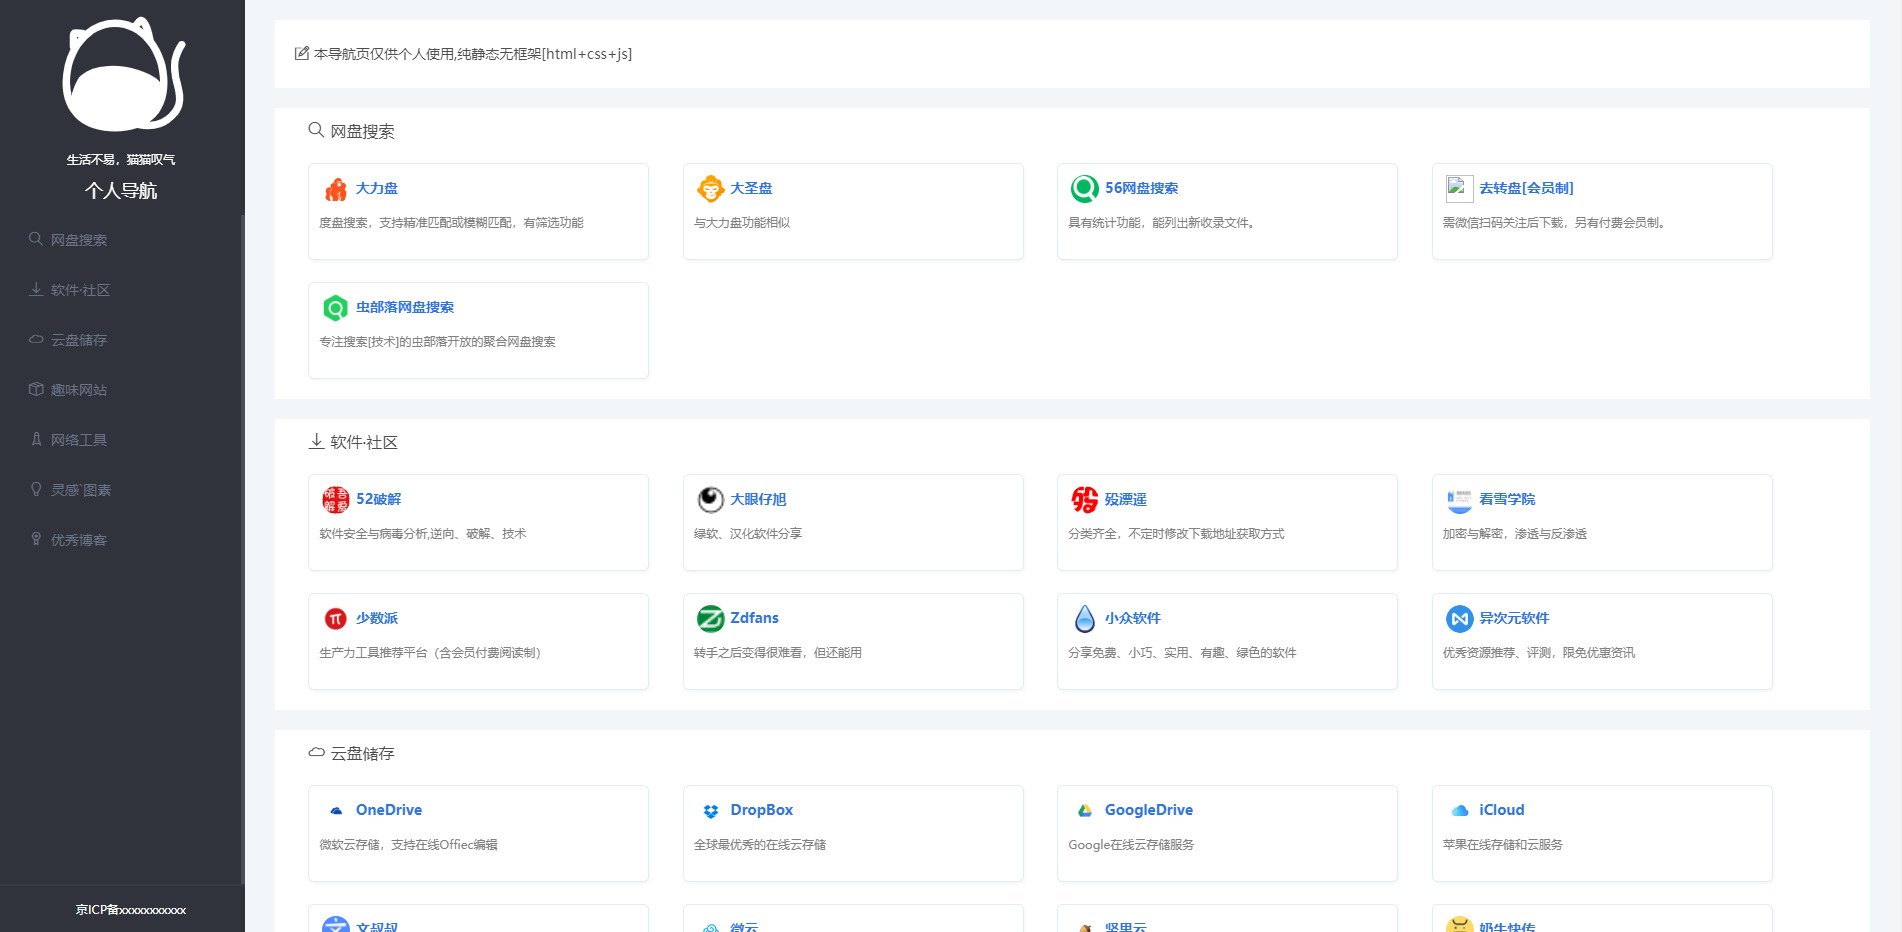 生活不易，猫猫叹气
个人导航
网盘搜索
软件·社区
云盘储存
趣味网站
网络工具
灵感`图素
优秀博客
京ICP备xxxxxxxxxxxx
本导航页仅供个人使用,纯静态无框架[html+css+js]
网盘搜索
大力盘
度盘搜索，支持精准匹配或模糊匹配，有筛选功能
大圣盘
与大力盘功能相似
56网盘搜索
具有统计功能，能列出新收录文件。
去转盘[会员制]
需微信扫码关注后下载，另有付费会员制。
虫部落网盘搜索
专注搜索[技术]的虫部落开放的聚合网盘搜索
软件·社区
吾爱破解
52破解
软件安全与病毒分析,逆向、破解、技术
大眼仔旭
绿软、汉化软件分享
殁漂遥
分类齐全，不定时修改下载地址获取方式
看雪学院
加密与解密，渗透与反渗透
少数派
生产力工具推荐平台（含会员付费阅读制）
Zdfans
转手之后变得很难看，但还能用
小众软件
分享免费、小巧、实用、有趣、绿色的软件
异次元软件
优秀资源推荐、评测，限免优惠资讯
云盘储存
OneDrive
微软云存储，支持在线Offiec编辑
DropBox
全球最优秀的在线云存储
GoogleDrive
Google在线云存储服务
iCloud
苹果在线存储和云服务
文叔叔
微云
坚果云
奶牛快传